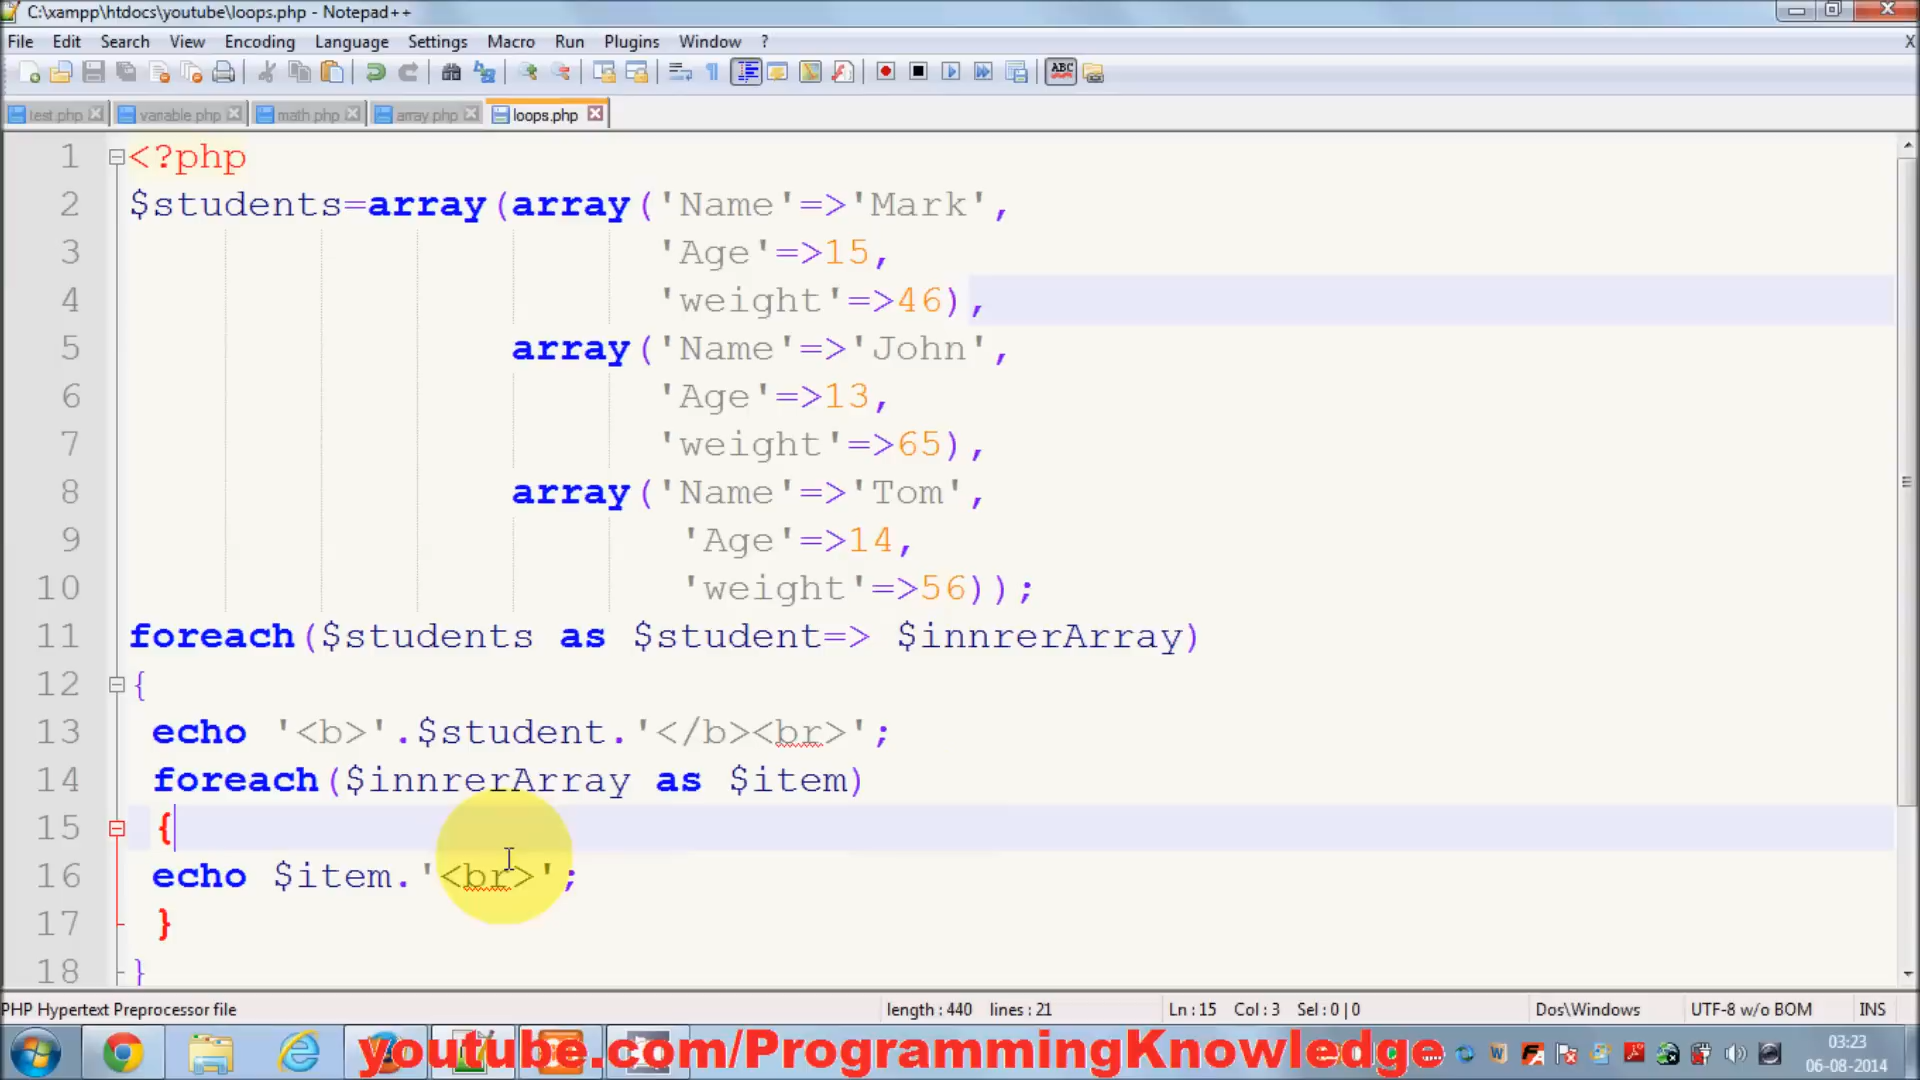 C:\xampp\htdocs\youtube\loops.php - Notepad++
File Edit Search View Encoding Language Settings Macro Run Plugins Window ? X
ABC
test.php variable.php math.php array.php loops.php
1 <?php
2 $students=array(array('Name'=>'Mark',
3 'Age'=>15,
4 'weight'=>46),
5 array('Name'=>'John',
6 'Age'=>13,
7 'weight'=>65),
8 array('Name'=>'Tom',
9 'Age'=>14,
10 'weight'=>56));
11 foreach($students as $student=> $innrerArray)
12 {
13 echo '<b>'.$student.'</b><br>';
14 foreach($innrerArray as $item)
15 {
16 echo $item.'<br>';
17 }
18 }
PHP Hypertext Preprocessor file length : 440 lines : 21 Ln : 15 Col : 3 Sel : 0 | 0 Dos\Windows UTF-8 w/o BOM INS
youtube.com/ProgrammingKnowledge
03:23
06-08-2014